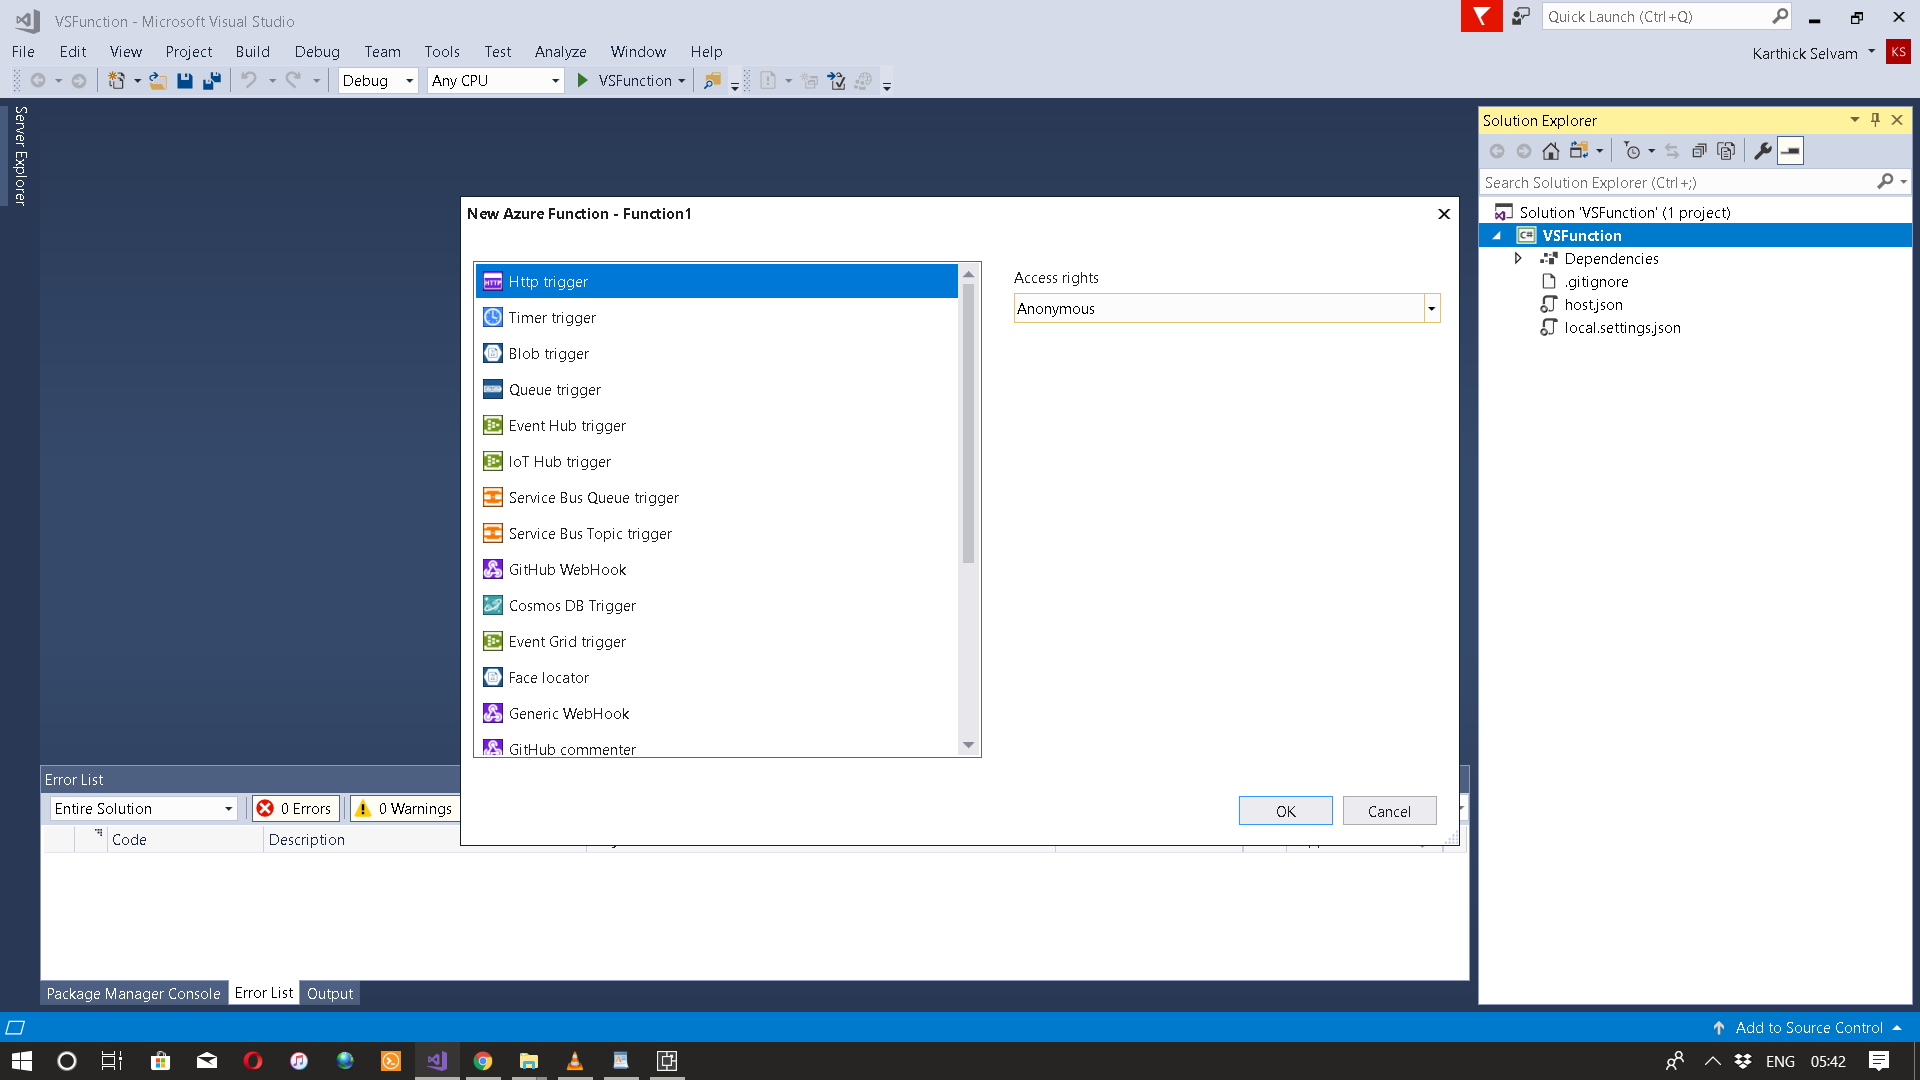 VSFunction - Microsoft Visual Studio
Quick Launch (Ctrl+Q)
File Edit View Project Build Debug Team Tools Test Analyze Window Help
Karthick Selvam KS
Debug Any CPU VSFunction
Server Explorer
Solution Explorer
Search Solution Explorer (Ctrl+;)
Solution 'VSFunction' (1 project)
C# VSFunction
Dependencies
.gitignore
host.json
local.settings.json
New Azure Function - Function1
HTTP Http trigger
Timer trigger
Blob trigger
Queue trigger
Event Hub trigger
IoT Hub trigger
Service Bus Queue trigger
Service Bus Topic trigger
GitHub WebHook
Cosmos DB Trigger
Event Grid trigger
Face locator
Generic WebHook
GitHub commenter
Access rights
Anonymous
OK Cancel
Error List
Entire Solution 0 Errors 0 Warnings
Code Description
Package Manager Console Error List Output
Add to Source Control
ENG 05:42